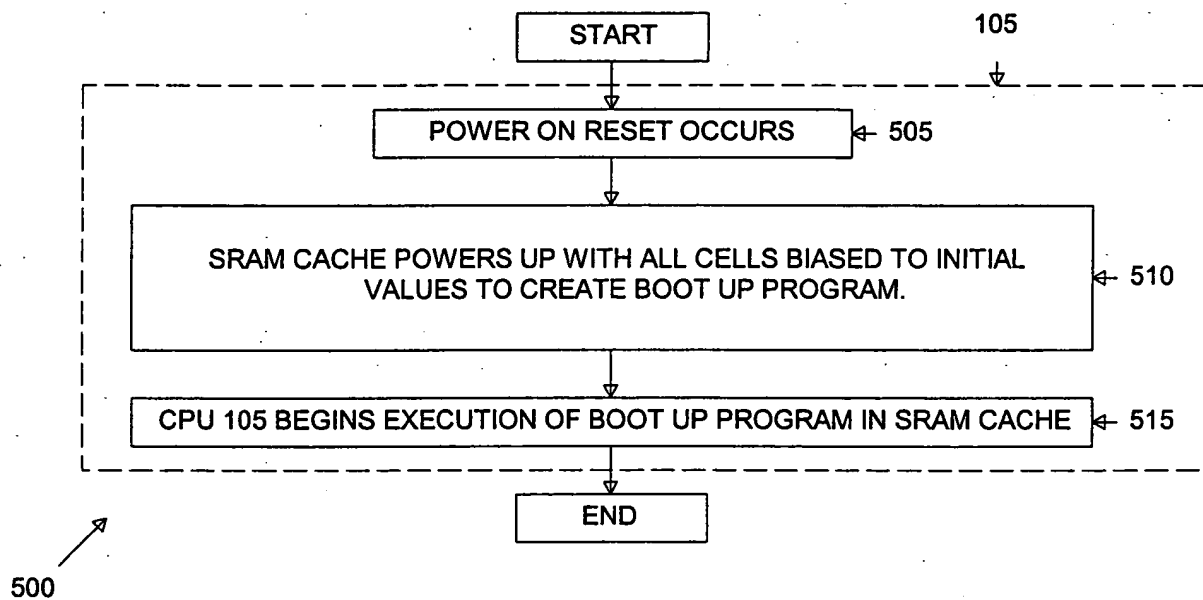 START
105
POWER ON RESET OCCURS
505
SRAM CACHE POWERS UP WITH ALL CELLS BIASED TO INITIAL
VALUES TO CREATE BOOT UP PROGRAM.
510
CPU 105 BEGINS EXECUTION OF BOOT UP PROGRAM IN SRAM CACHE
515
END
500